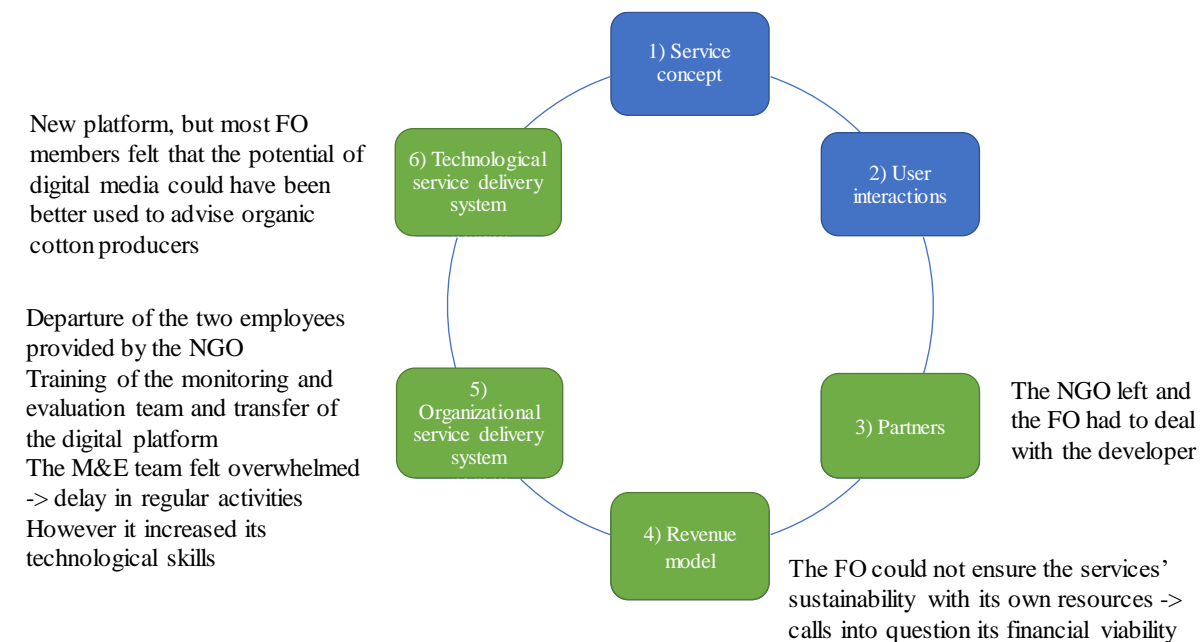 1) Service
concept
2) User
interactions
3) Partners
The NGO left and
the FO had to deal
with the developer
4) Revenue
model
The FO could not ensure the services’
sustainability with its own resources ->
calls into question its financial viability
5)
Organizational
service delivery
system
Departure of the two employees
provided by the NGO
Training of the monitoring and
evaluation team and transfer of
the digital platform
The M&E team felt overwhelmed
-> delay in regular activities
However it increased its
technological skills
6) Technological
service delivery
system
New platform, but most FO
members felt that the potential of
digital media could have been
better used to advise organic
cotton producers